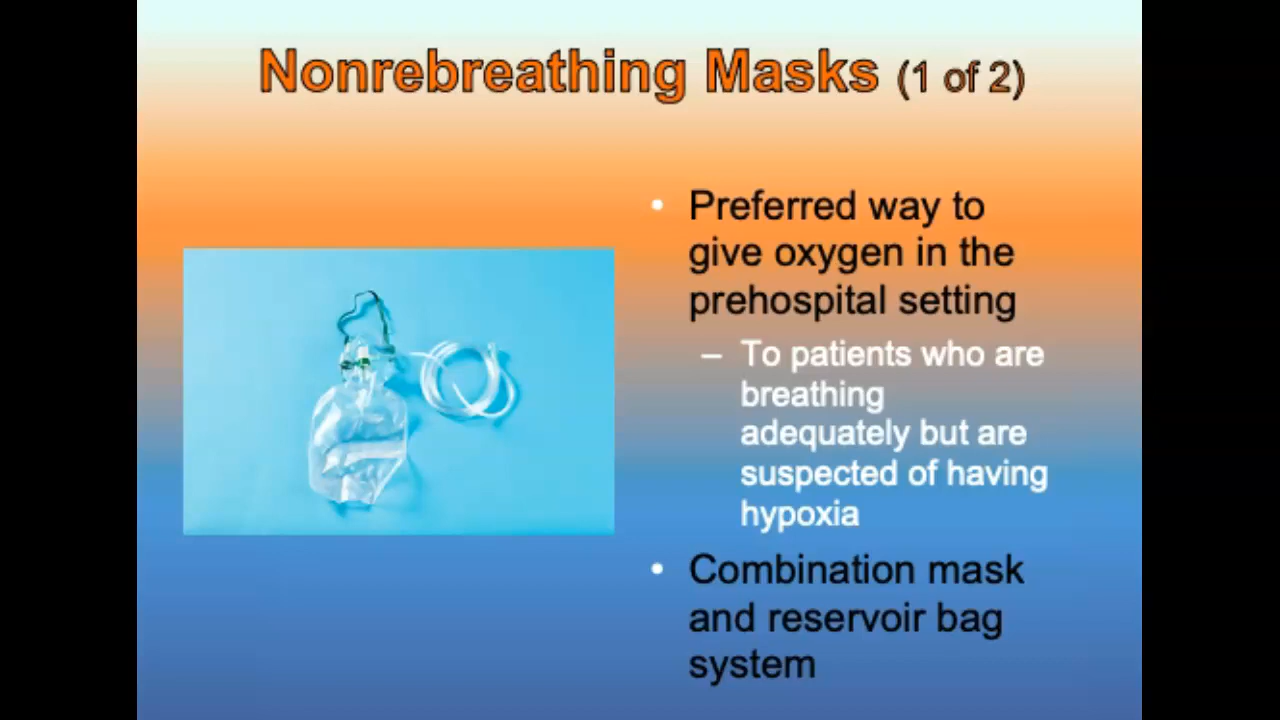 Nonrebreathing Masks (1 of 2)
• Preferred way to
give oxygen in the
prehospital setting
– To patients who are
breathing
adequately but are
suspected of having
hypoxia
• Combination mask
and reservoir bag
system